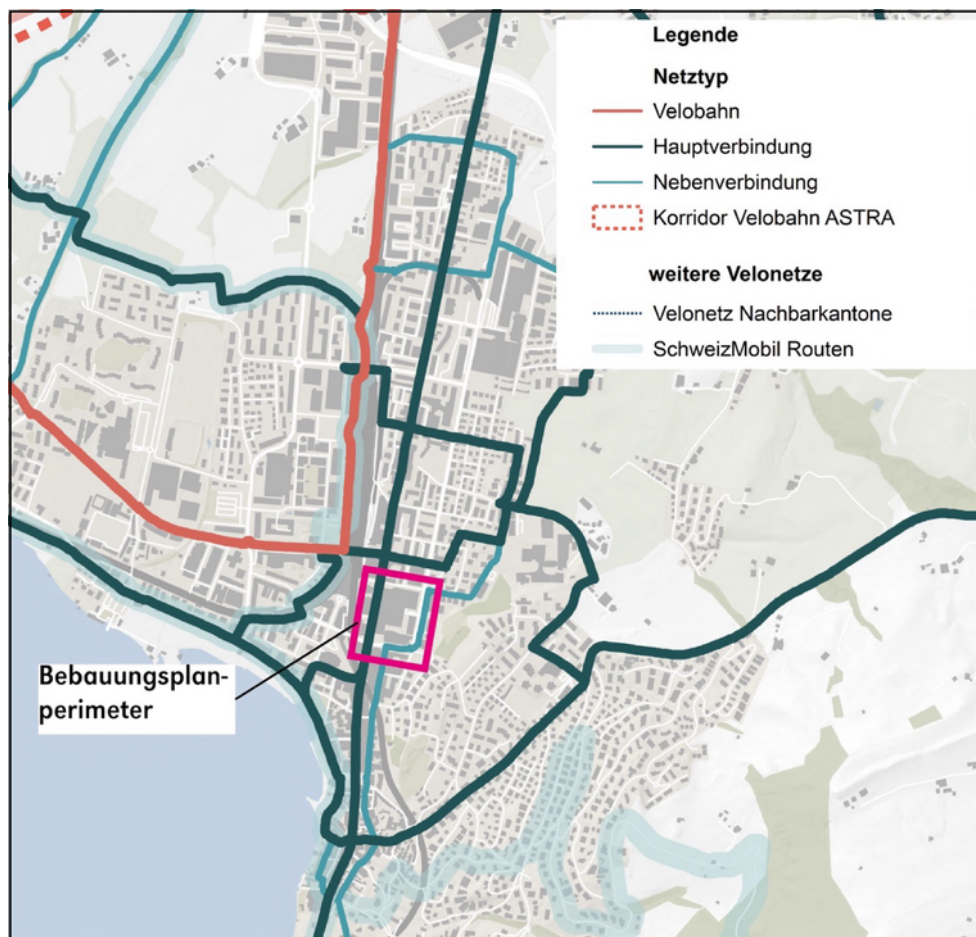 Legende
Netztyp
Velobahn
Hauptverbindung
Nebenverbindung
Korridor Velobahn ASTRA
weitere Velonetze
Velonetz Nachbarkantone
SchweizMobil Routen
Bebauungsplan-
perimeter